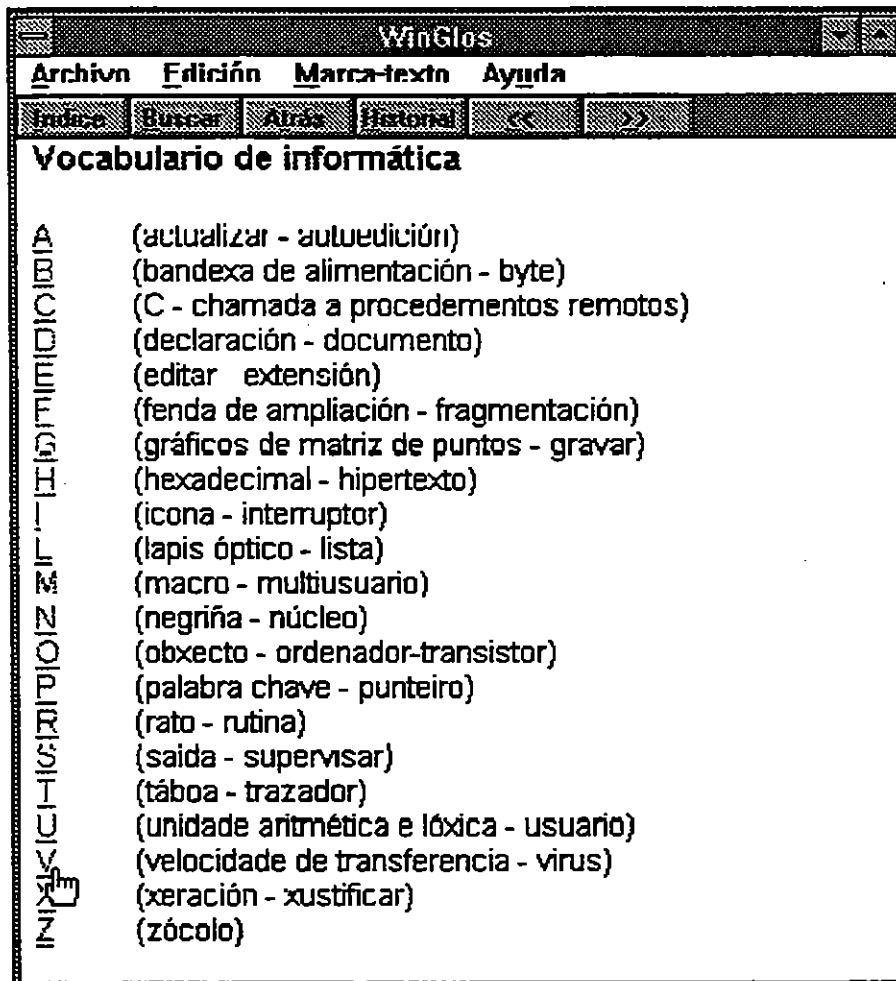 WinGlos
Archivo Edición Marca-texto Ayuda
Indice Buscar Atrás Historial << >>
Vocabulario de informática
A (actualizar - autoedición)
B (bandexa de alimentación - byte)
C (C - chamada a procedementos remotos)
D (declaración - documento)
E (editar extensión)
F (fenda de ampliación - fragmentación)
G (gráficos de matriz de puntos - gravar)
H (hexadecimal - hipertexto)
I (icona - interruptor)
L (lapis óptico - lista)
M (macro - multiusuario)
N (negriña - núcleo)
O (obxecto - ordenador-transistor)
P (palabra chave - punteiro)
R (rato - rutina)
S (saida - supervisar)
T (táboa - trazador)
U (unidade aritmética e lóxica - usuario)
V (velocidade de transferencia - virus)
X (xeración - xustificar)
Z (zócolo)